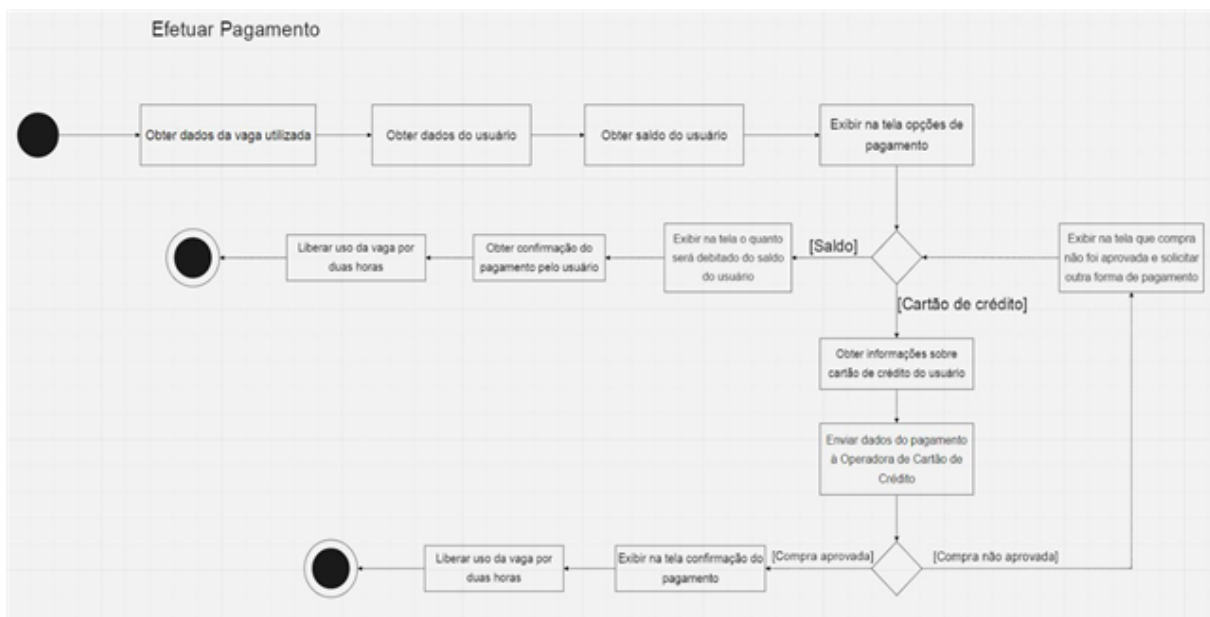 Efetuar Pagamento
Obter dados da vaga utilizada
Obter dados do usuário
Obter saldo do usuário
Exibir na tela opções de
pagamento
Liberar uso da vaga por
duas horas
Obter confirmação do
pagamento pelo usuário
Exibir na tela o quanto
será debitado do saldo
do usuário
[Saldo]
Exibir na tela que compra
não foi aprovada e solicitar
outra forma de pagamento
[Cartão de crédito]
Obter informações sobre
cartão de crédito do usuário
Enviar dados do pagamento
à Operadora de Cartão de
Crédito
Liberar uso da vaga por
duas horas
Exibir na tela confirmação do
pagamento
[Compra aprovada]
[Compra não aprovada]